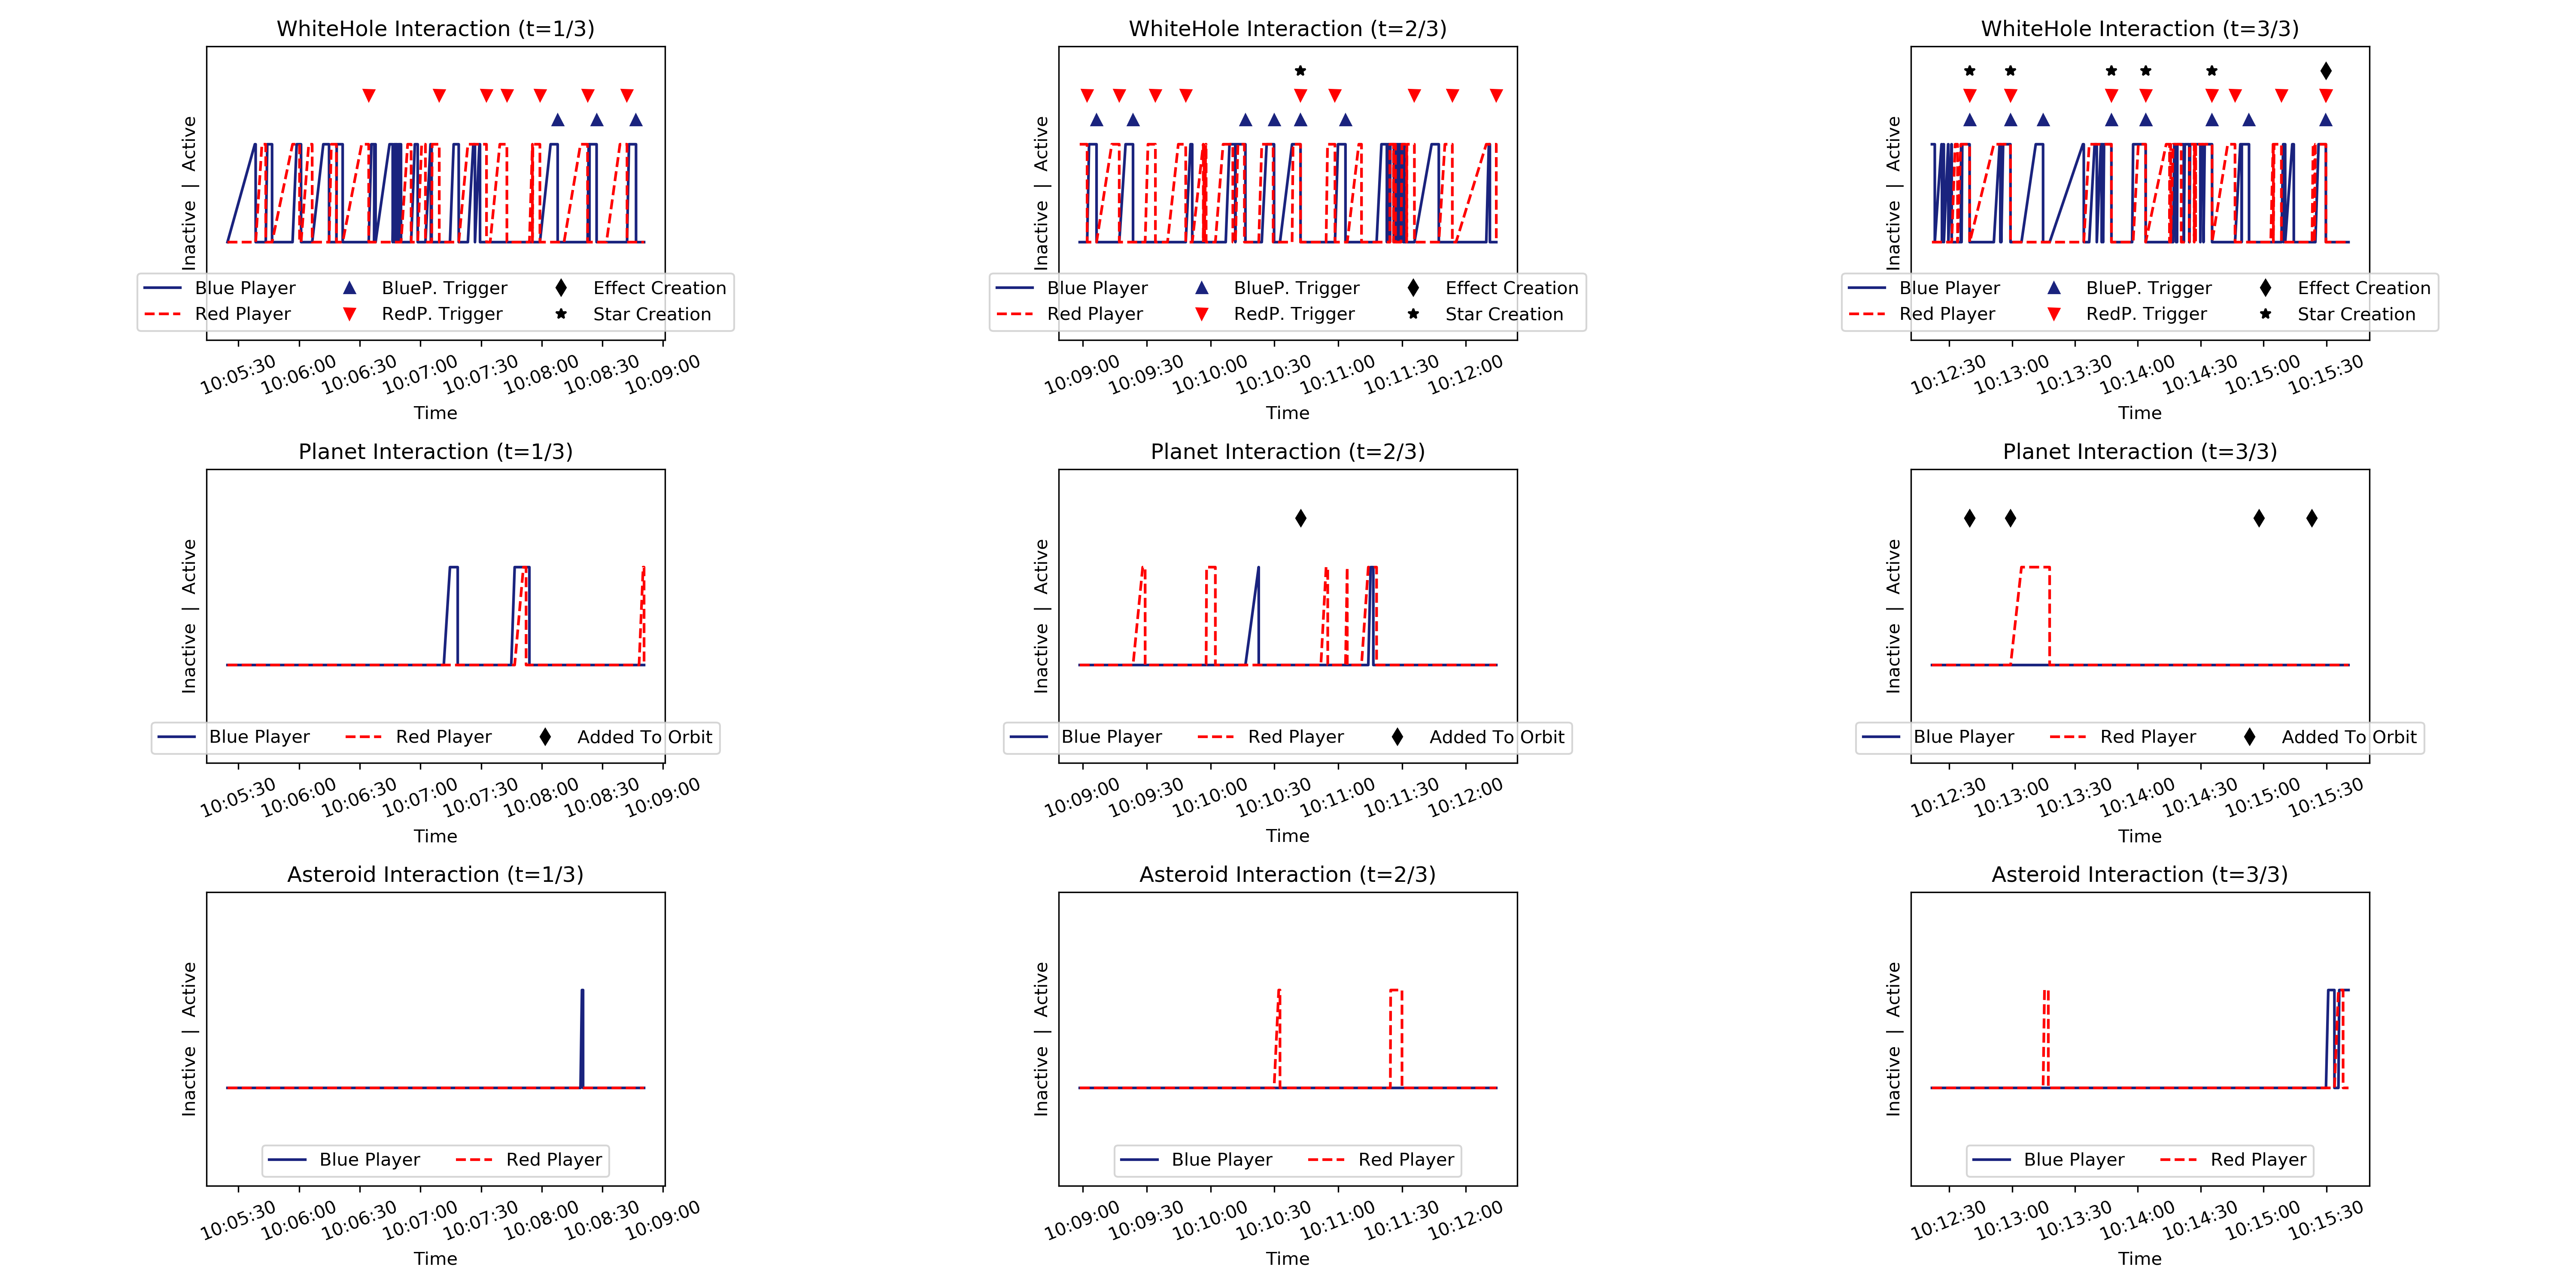 WhiteHole Interaction (t=1/3)
Inactive | Active
Blue Player BlueP. Trigger Effect Creation
Red Player RedP. Trigger Star Creation
10:05:30 10:06:00 10:06:30 10:07:00 10:07:30 10:08:00 10:08:30 10:09:00
Time
WhiteHole Interaction (t=2/3)
Inactive | Active
Blue Player BlueP. Trigger Effect Creation
Red Player RedP. Trigger Star Creation
10:09:00 10:09:30 10:10:00 10:10:30 10:11:00 10:11:30 10:12:00
Time
WhiteHole Interaction (t=3/3)
Inactive | Active
Blue Player BlueP. Trigger Effect Creation
Red Player RedP. Trigger Star Creation
10:12:30 10:13:00 10:13:30 10:14:00 10:14:30 10:15:00 10:15:30
Time
Planet Interaction (t=1/3)
Inactive | Active
Blue Player Red Player Added To Orbit
10:05:30 10:06:00 10:06:30 10:07:00 10:07:30 10:08:00 10:08:30 10:09:00
Time
Planet Interaction (t=2/3)
Inactive | Active
Blue Player Red Player Added To Orbit
10:09:00 10:09:30 10:10:00 10:10:30 10:11:00 10:11:30 10:12:00
Time
Planet Interaction (t=3/3)
Inactive | Active
Blue Player Red Player Added To Orbit
10:12:30 10:13:00 10:13:30 10:14:00 10:14:30 10:15:00 10:15:30
Time
Asteroid Interaction (t=1/3)
Inactive | Active
Blue Player Red Player
10:05:30 10:06:00 10:06:30 10:07:00 10:07:30 10:08:00 10:08:30 10:09:00
Time
Asteroid Interaction (t=2/3)
Inactive | Active
Blue Player Red Player
10:09:00 10:09:30 10:10:00 10:10:30 10:11:00 10:11:30 10:12:00
Time
Asteroid Interaction (t=3/3)
Inactive | Active
Blue Player Red Player
10:12:30 10:13:00 10:13:30 10:14:00 10:14:30 10:15:00 10:15:30
Time